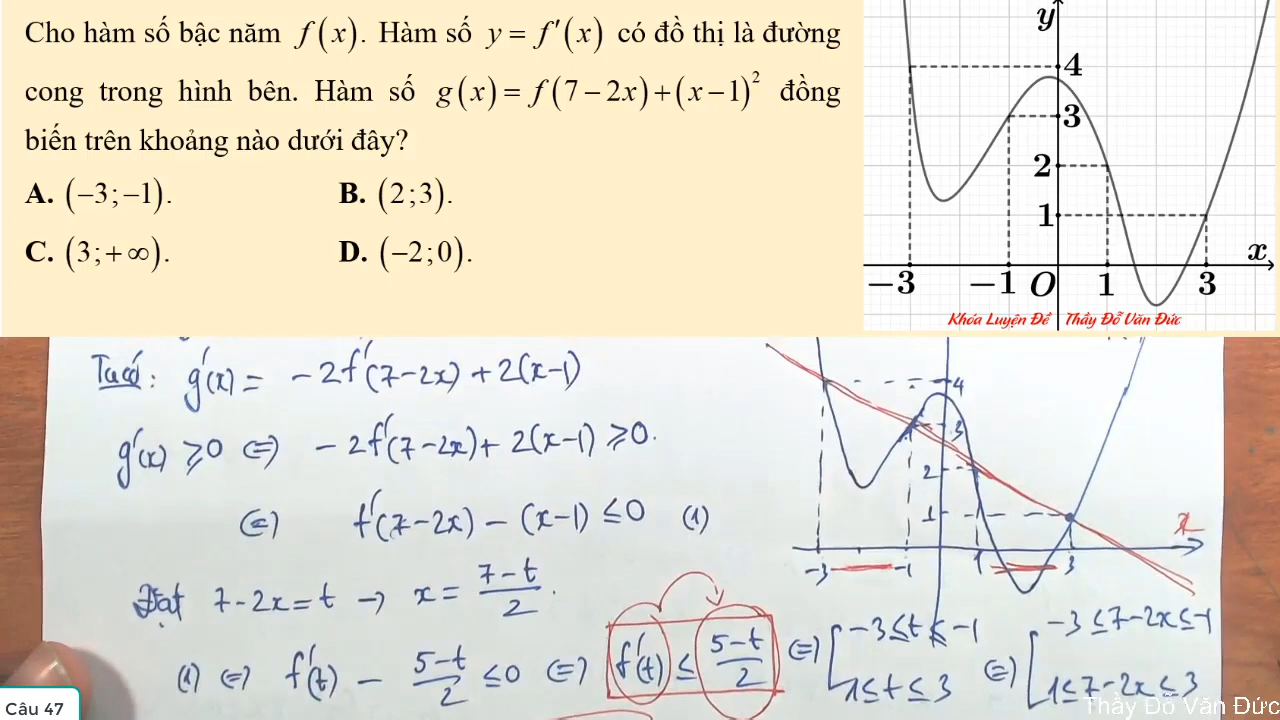 Cho hàm số bậc năm f(x). Hàm số y = f'(x) có đồ thị là đường
cong trong hình bên. Hàm số g(x) = f(7 − 2x) + (x − 1)² đồng
biến trên khoảng nào dưới đây?
A. (−3; −1). B. (2; 3).
C. (3; +∞). D. (−2; 0).
y
4
3
2
1
x
−3 −1 O 1 3
Khóa Luyện Đề Thầy Đỗ Văn Đức
Ta có: g'(x) = − 2f'(7−2x) + 2(x−1)
g'(x) ≥ 0 ⇔ − 2f'(7−2x) + 2(x−1) ≥ 0.
⇔ f'(7−2x) − (x−1) ≤ 0 (1)
Đặt 7−2x = t → x = (7−t)/2.
(1) ⇔ f'(t) − (5−t)/2 ≤ 0 ⇔ f'(t) ≤ (5−t)/2 ⇔ [ −3 ≤ t ≤ −1 ; 1 ≤ t ≤ 3 ⇔ [ −3 ≤ 7−2x ≤ −1 ; 1 ≤ 7−2x ≤ 3
4
3
2
1
x
−3 −1 1 3
Câu 47
Thầy Đỗ Văn Đức